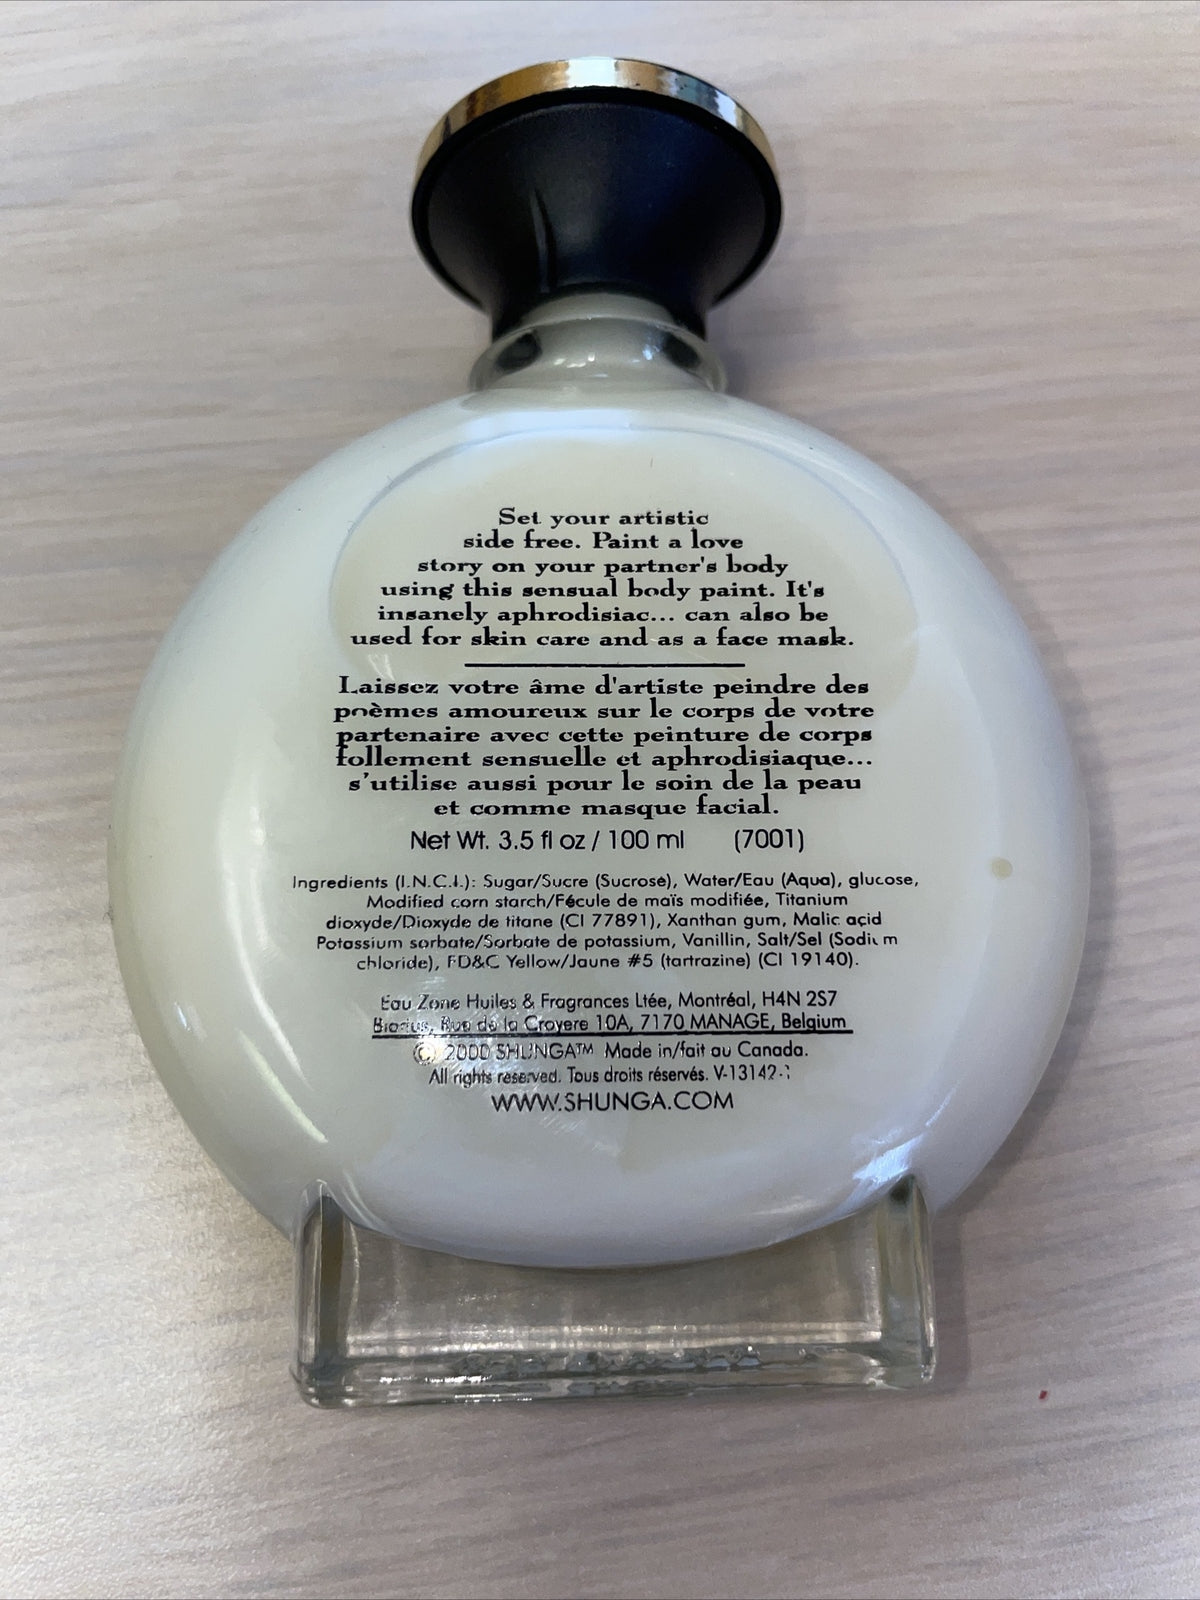 Set your artistic
side free. Paint a love
story on your partner's body
using this sensual body paint. It's
insanely aphrodisiac... can also be
used for skin care and as a face mask.
Laissez votre âme d'artiste peindre des
poèmes amoureux sur le corps de votre
partenaire avec cette peinture de corps
follement sensuelle et aphrodisiaque...
s'utilise aussi pour le soin de la peau
et comme masque facial.
Net Wt. 3.5 fl oz / 100 ml (7001)
Ingredients (I.N.C.I.): Sugar/Sucre (Sucrose), Water/Eau (Aqua), glucose,
Modified corn starch/Fécule de maïs modifiée, Titanium
dioxyde/Dioxyde de titane (CI 77891), Xanthan gum, Malic acid
Potassium sorbate/Sorbate de potassium, Vanillin, Salt/Sel (Sodium
chloride), FD&C Yellow/Jaune #5 (tartrazine) (CI 19140).
Eau Zone Huiles & Fragrances Ltée, Montréal, H4N 2S7
Rue de la Croyere 10A, 7170 MANAGE, Belgium
© 2000 SHUNGA™ Made in/fait au Canada.
All rights reserved. Tous droits réservés. V-13142-
WWW.SHUNGA.COM